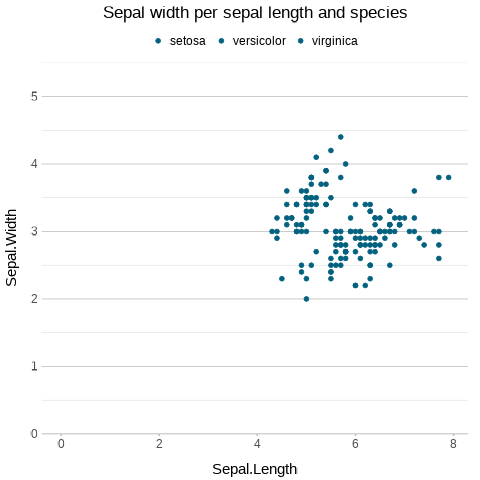 Sepal width per sepal length and species
setosa versicolor virginica
5
4
3
2
1
0
0 2 4 6 8
Sepal.Width
Sepal.Length